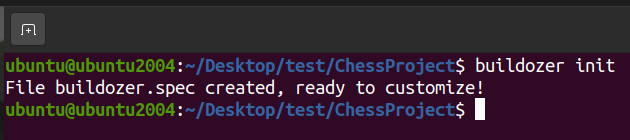 ubuntu@ubuntu2004:~/Desktop/test/ChessProject$ buildozer init
File buildozer.spec created, ready to customize!
ubuntu@ubuntu2004:~/Desktop/test/ChessProject$